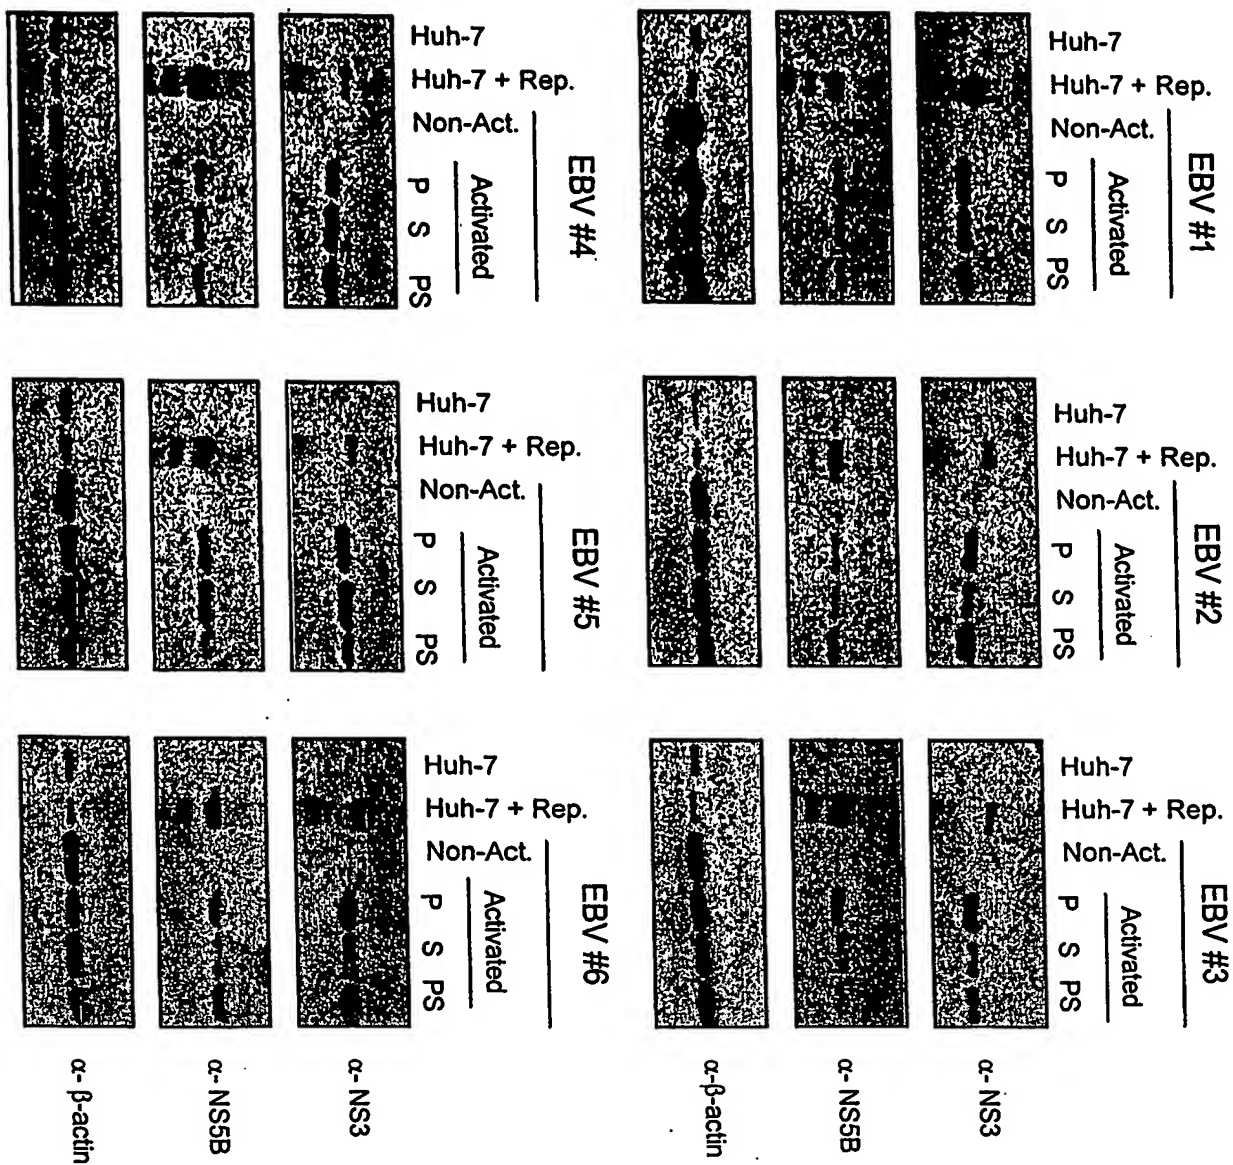 EBV #1
Activated
Huh-7
Huh-7 + Rep.
Non-Act.
P
S
PS
EBV #2
Activated
Huh-7
Huh-7 + Rep.
Non-Act.
P
S
PS
EBV #3
Activated
Huh-7
Huh-7 + Rep.
Non-Act.
P
S
PS
α- NS3
α- NS5B
α-β-actin
EBV #4
Activated
Huh-7
Huh-7 + Rep.
Non-Act.
P
S
PS
EBV #5
Activated
Huh-7
Huh-7 + Rep.
Non-Act.
P
S
PS
EBV #6
Activated
Huh-7
Huh-7 + Rep.
Non-Act.
P
S
PS
α- NS3
α- NS5B
α- β-actin